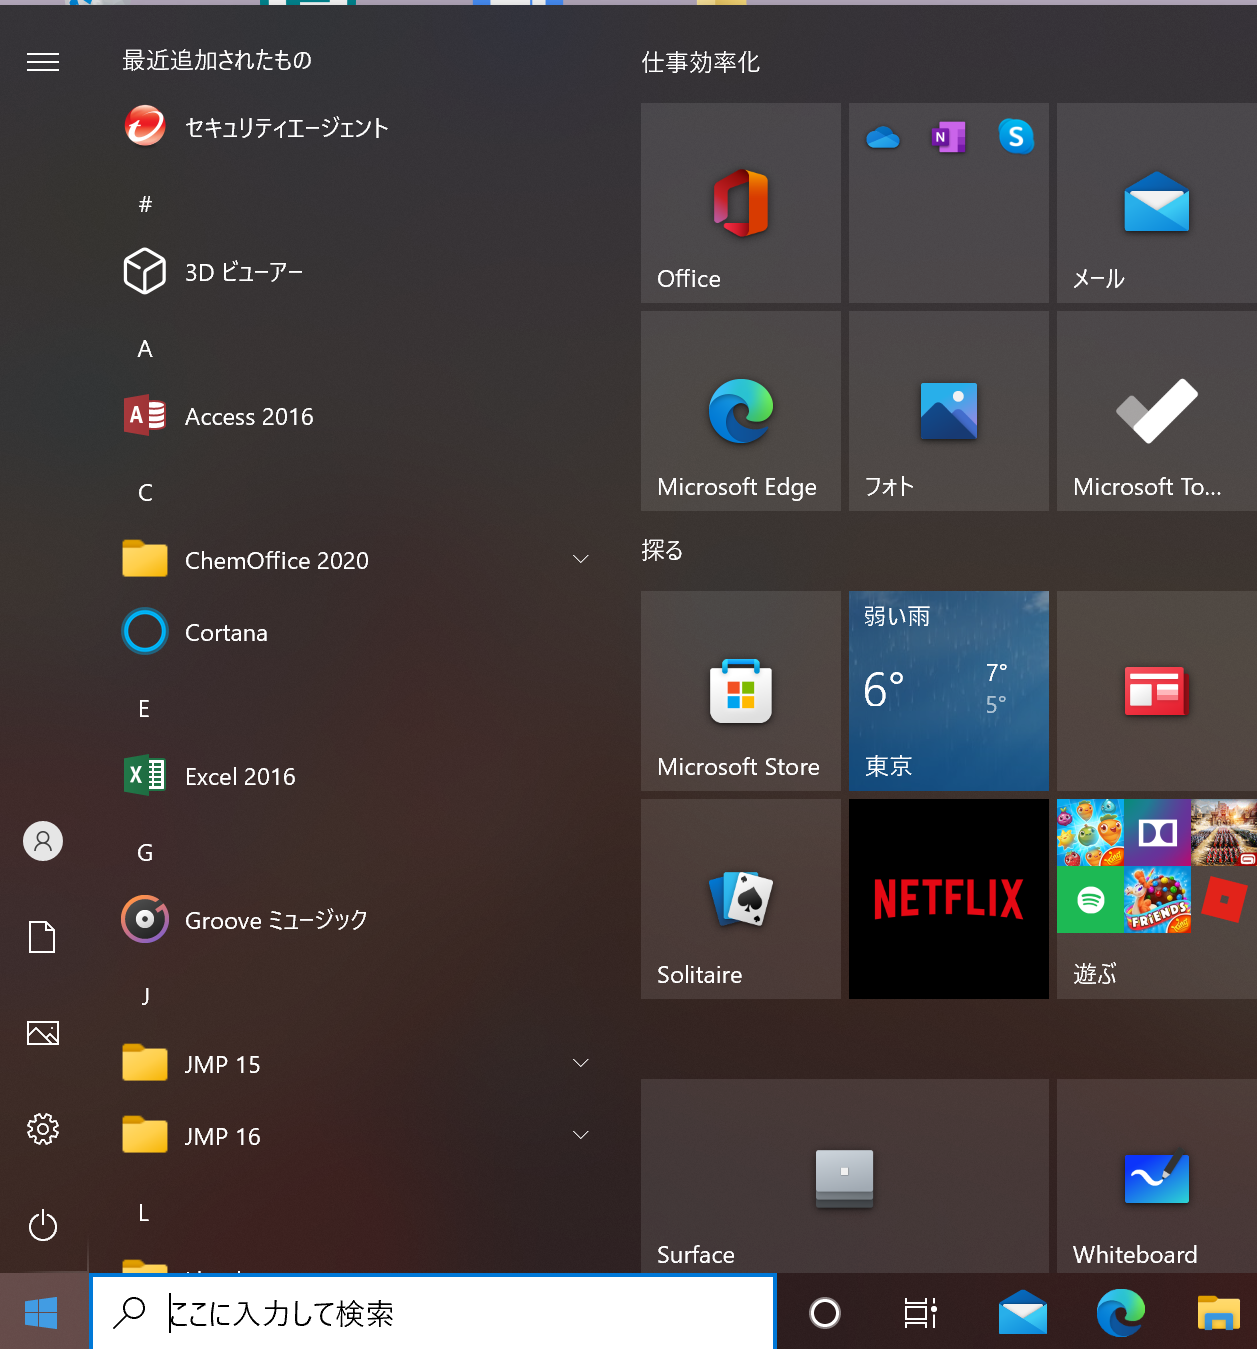 最近追加されたもの
セキュリティエージェント
#
3D ビューアー
A
Access 2016
C
ChemOffice 2020
Cortana
E
Excel 2016
G
Groove ミュージック
J
JMP 15
JMP 16
L
仕事効率化
Office
メール
Microsoft Edge
フォト
Microsoft To...
探る
Microsoft Store
弱い雨
6°
7°
5°
東京
Solitaire
NETFLIX
FRIENDS
遊ぶ
Surface
Whiteboard
ここに入力して検索